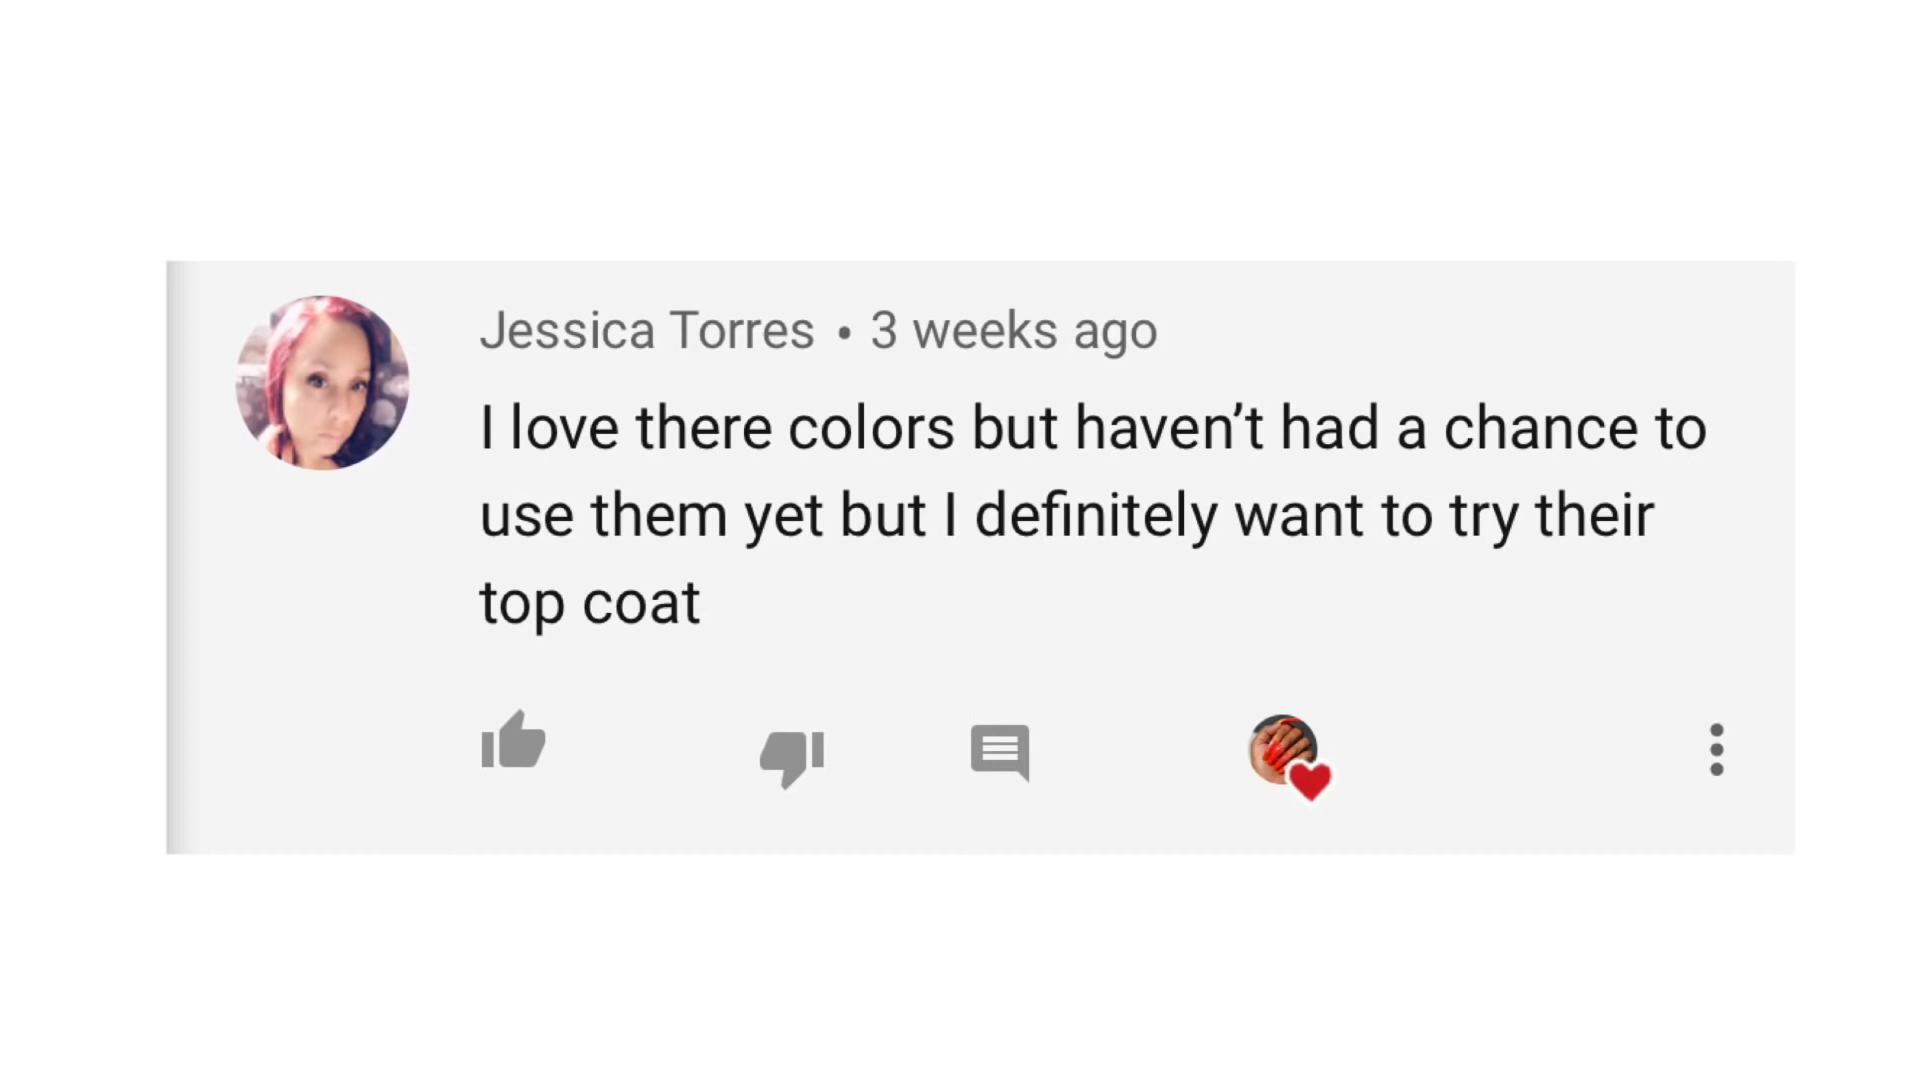 Jessica Torres • 3 weeks ago
I love there colors but haven’t had a chance to
use them yet but I definitely want to try their
top coat